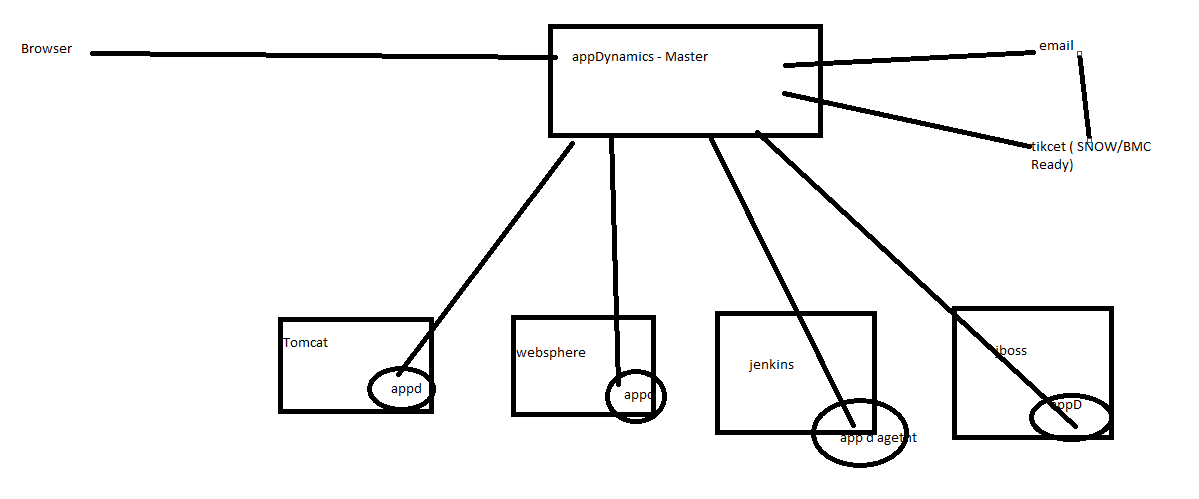 Browser
appDynamics - Master
email
tikcet ( SNOW/BMC
Ready)
Tomcat
appd
websphere
appd
jenkins
app d agetnt
jboss
appD